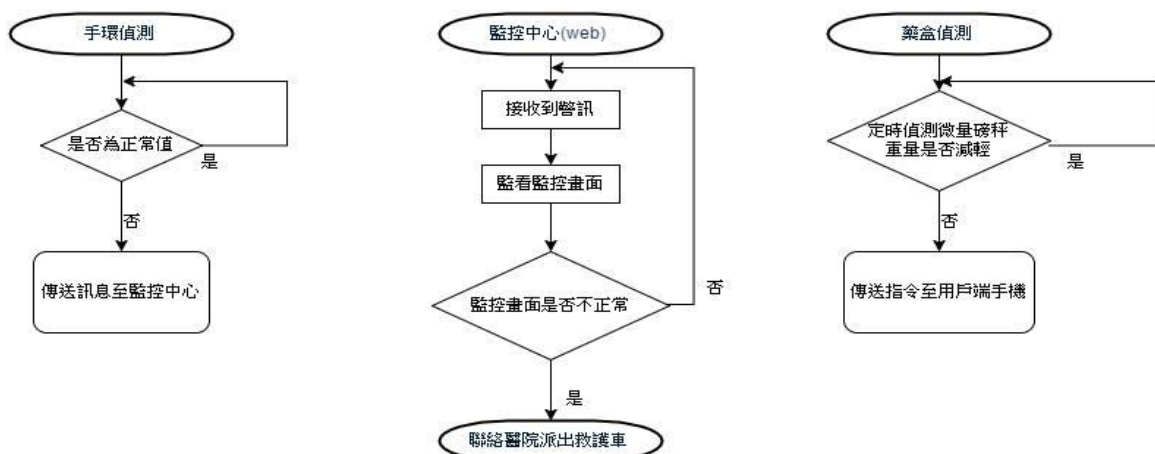 手環偵測
是否為正常值
是
否
傳送訊息至監控中心
監控中心(web)
接收到警訊
監看監控畫面
監控畫面是否不正常
否
是
聯絡醫院派出救護車
藥盒偵測
定時偵測微量磅秤
重量是否減輕
是
否
傳送指令至用戶端手機